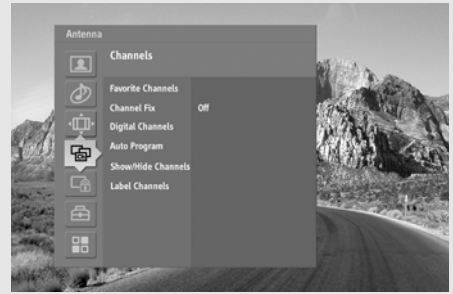 Antenna
Channels
Favorite Channels
Channel Fix Off
Digital Channels
Auto Program
Show/Hide Channels
Label Channels